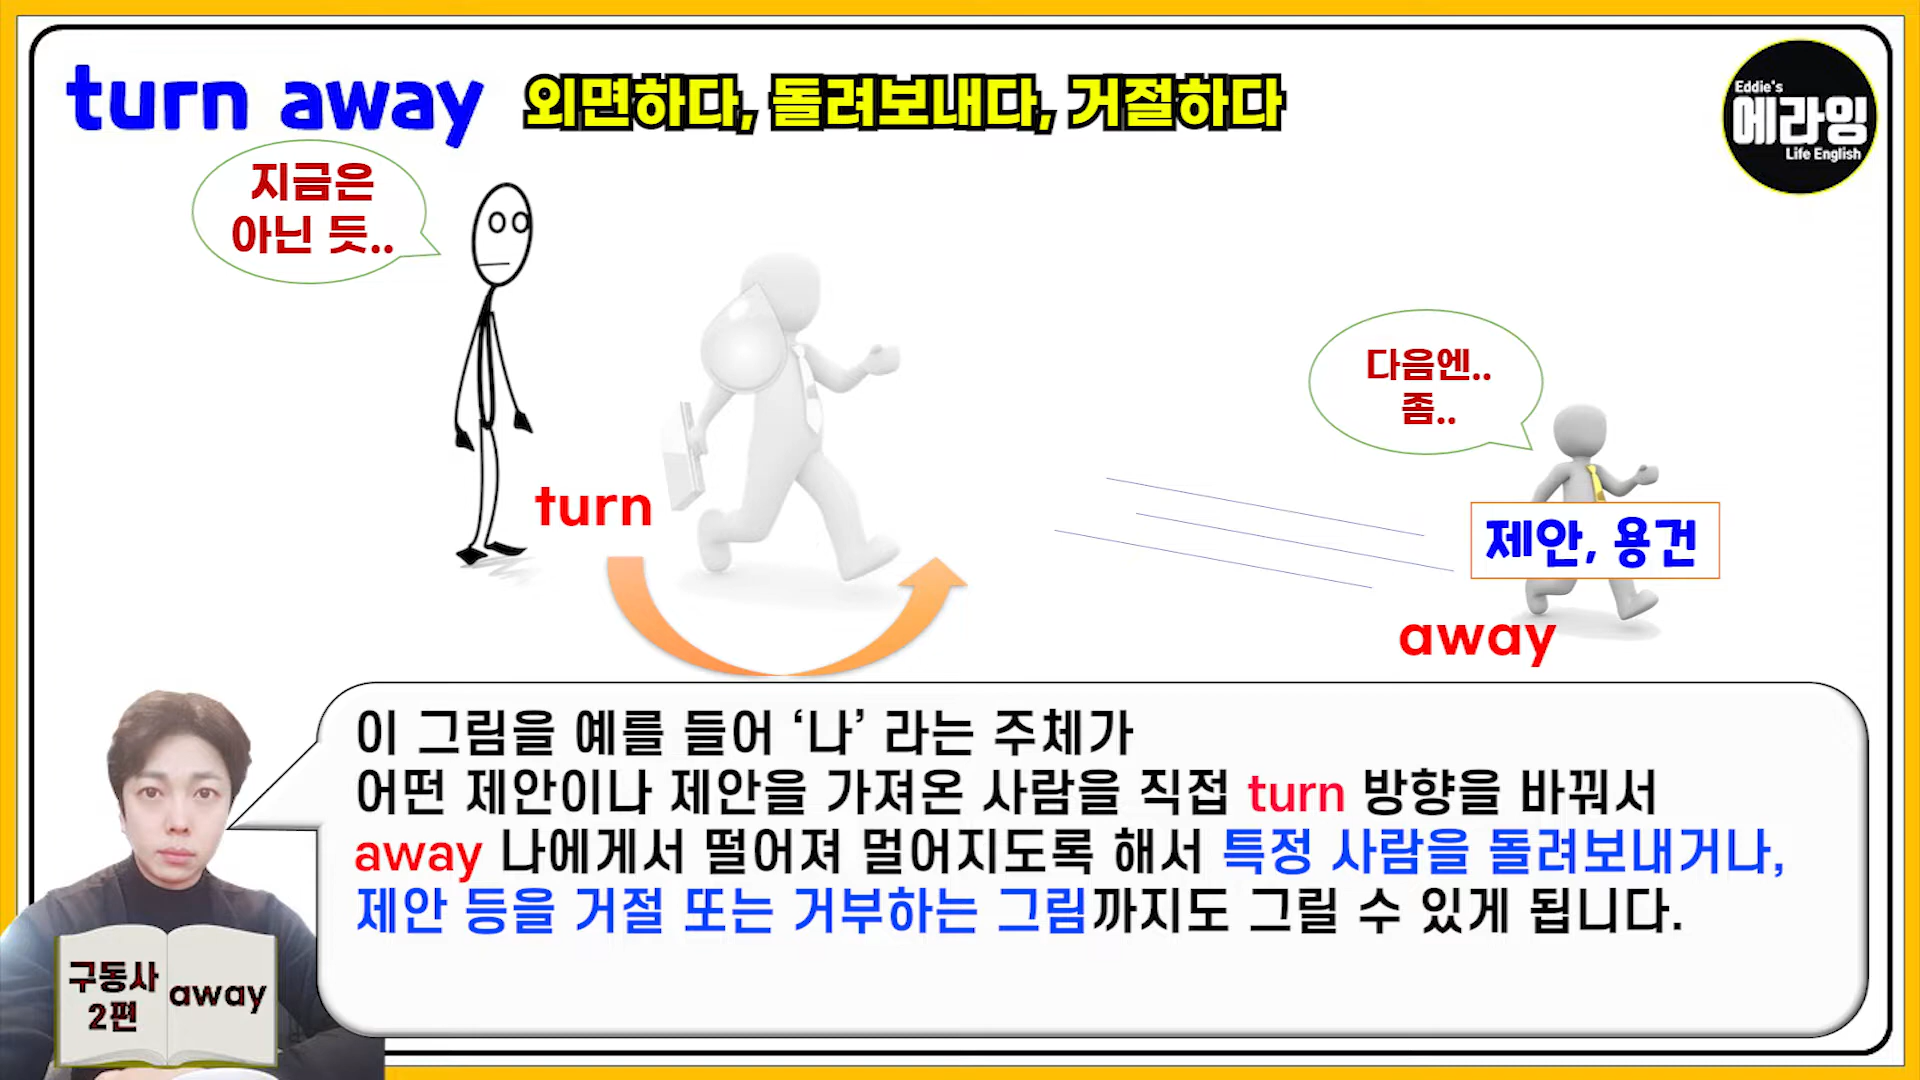 turn away 외면하다, 돌려보내다, 거절하다
Eddie's
에라잉
Life English
지금은
아닌 듯..
다음엔..
좀..
turn
제안, 용건
away
이 그림을 예를 들어 ‘나’ 라는 주체가
어떤 제안이나 제안을 가져온 사람을 직접 turn 방향을 바꿔서
away 나에게서 떨어져 멀어지도록 해서 특정 사람을 돌려보내거나,
제안 등을 거절 또는 거부하는 그림까지도 그릴 수 있게 됩니다.
구동사
2편
away